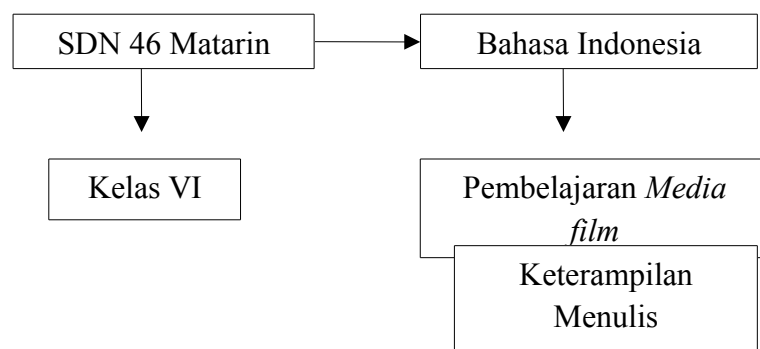 SDN 46 Matarin
Bahasa Indonesia
Kelas VI
Pembelajaran Media
film
Keterampilan
Menulis